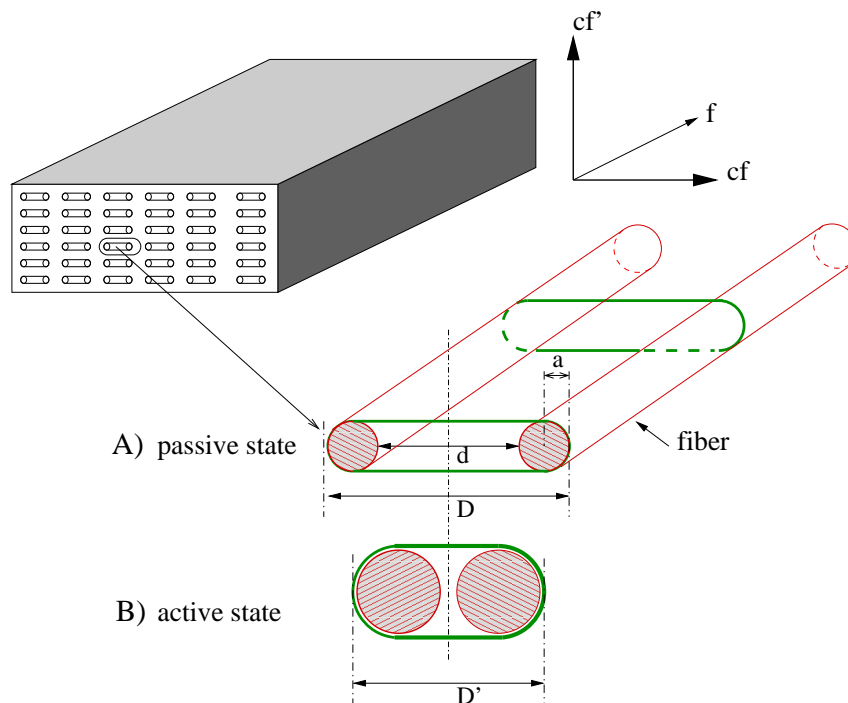 cf’
f
cf
a
A) passive state
d
fiber
D
B) active state
D’